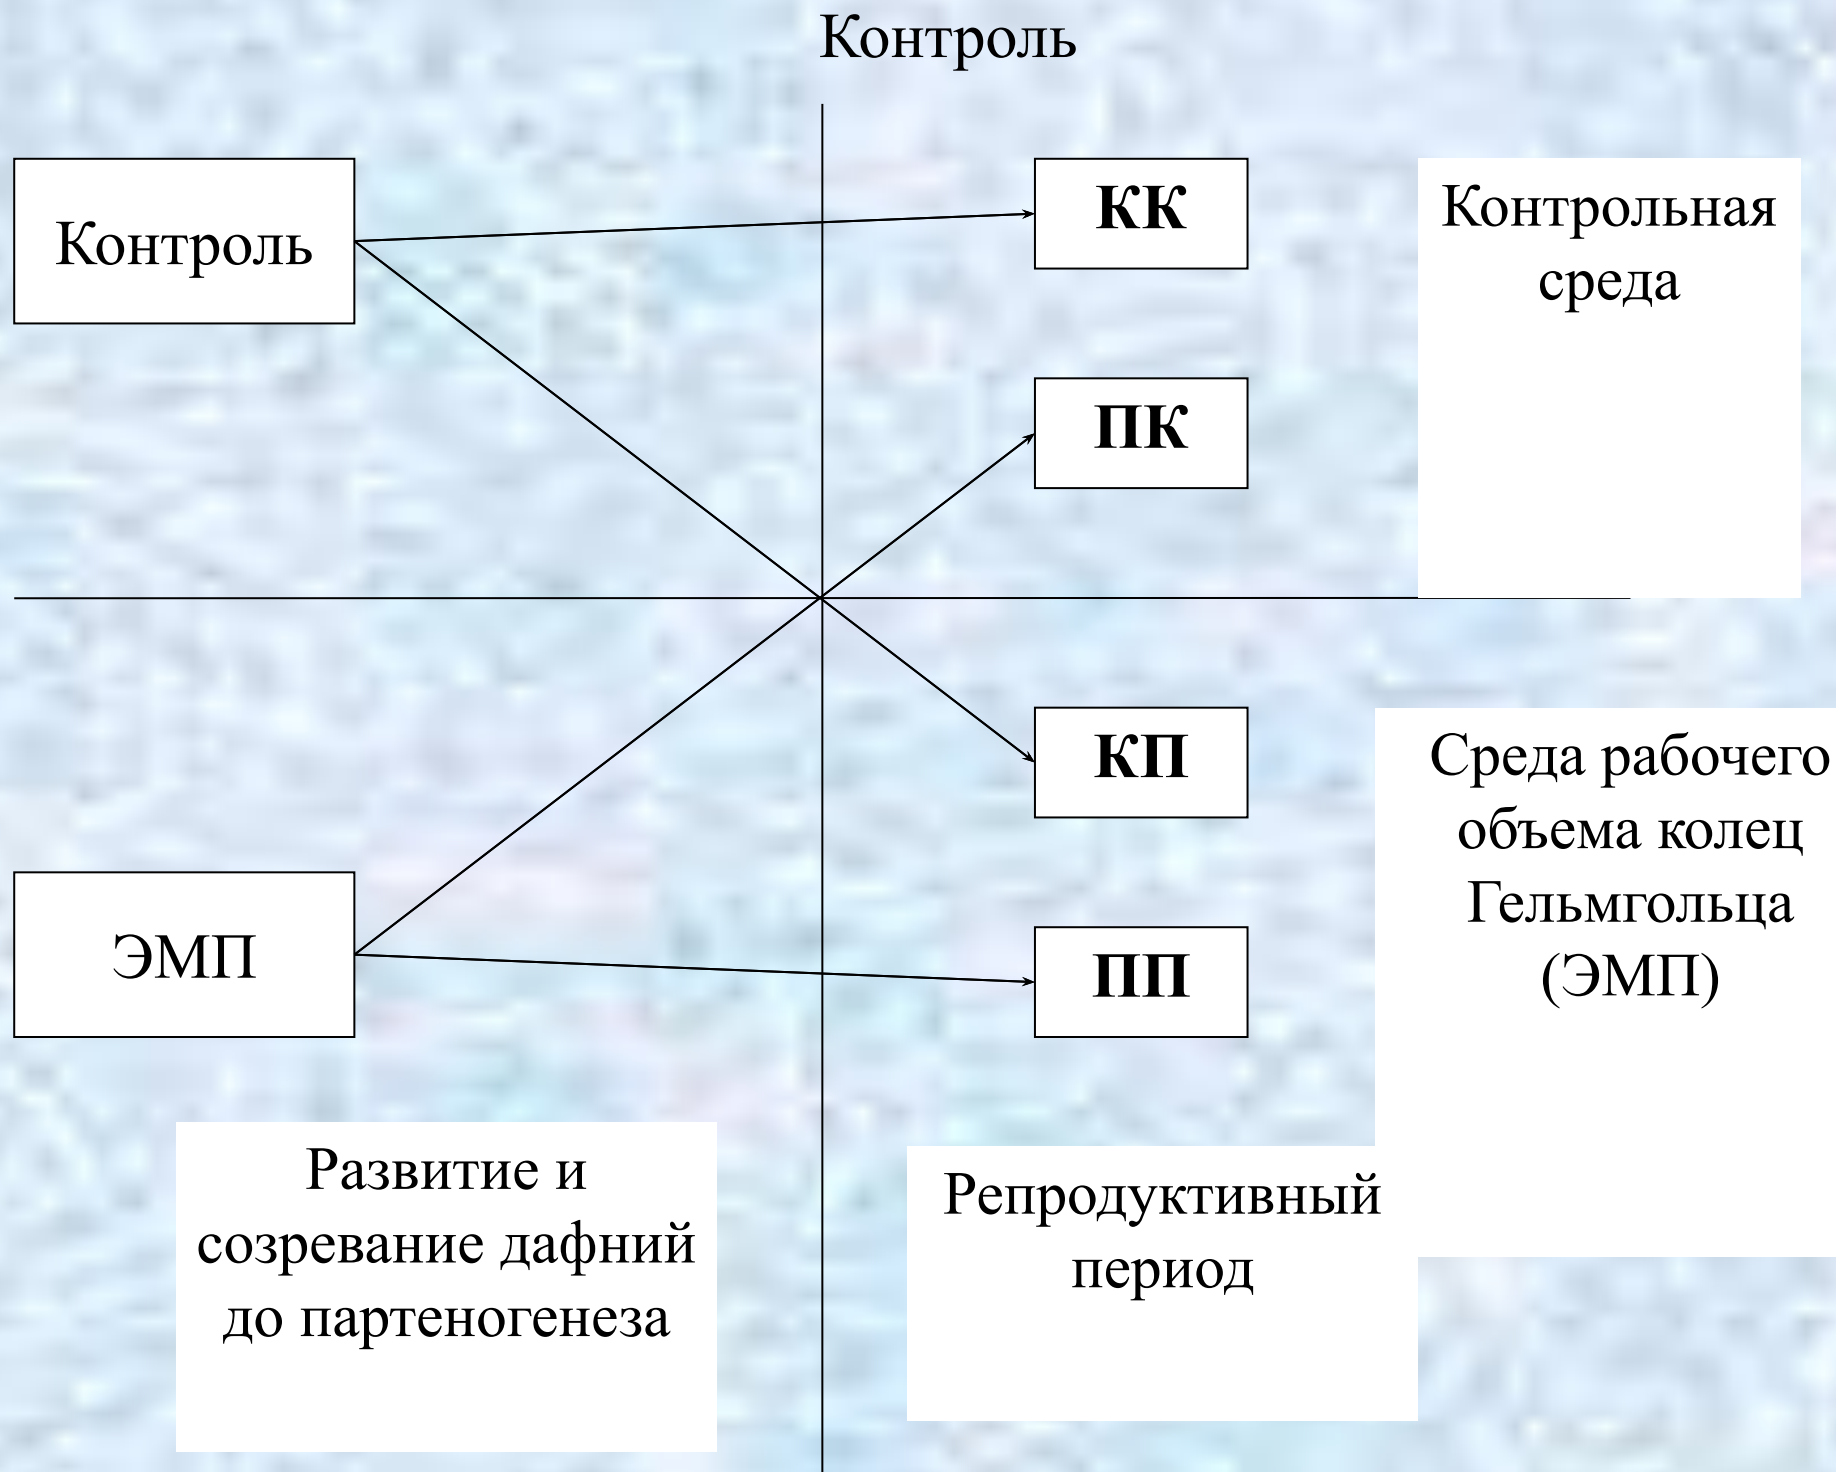 Контроль
Контроль
КК
Контрольная
среда
ПК
КП
Среда рабочего
объема колец
Гельмгольца
(ЭМП)
ЭМП
ПП
Развитие и
созревание дафний
до партеногенеза
Репродуктивный
период